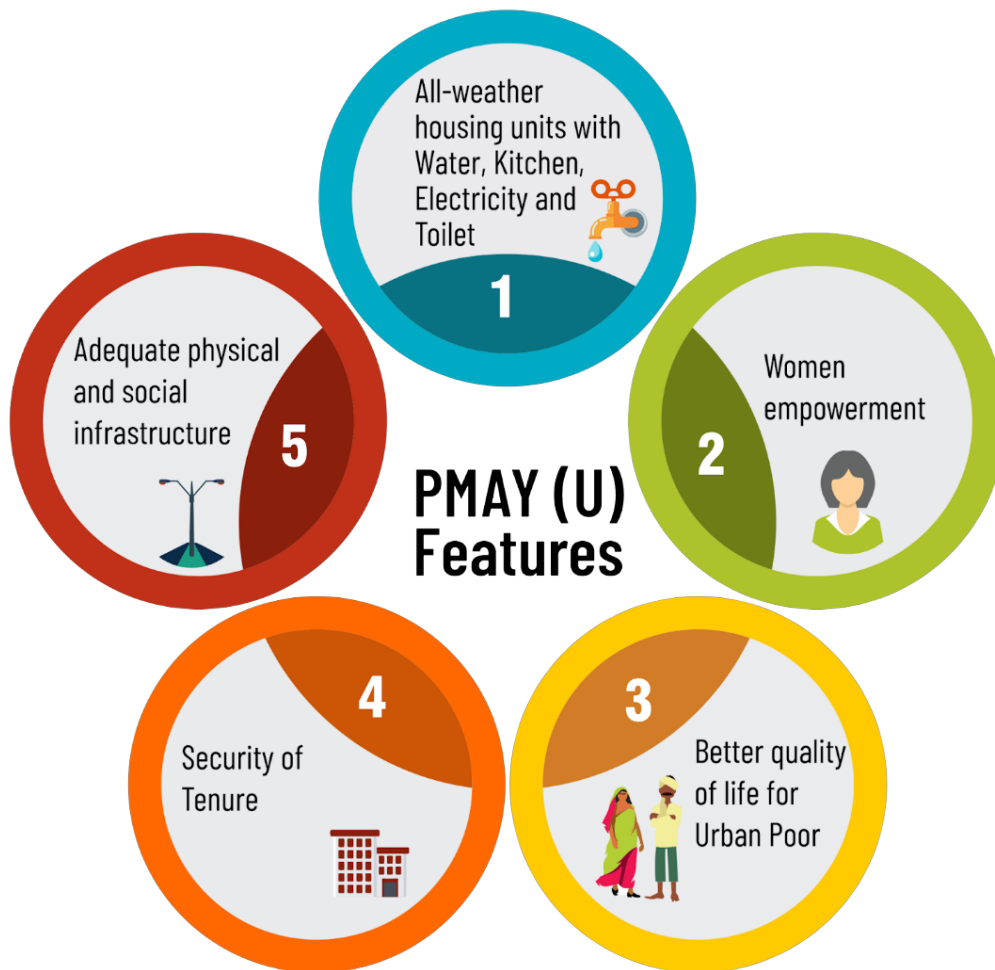 All-weather
housing units with
Water, Kitchen,
Electricity and
Toilet
1
Women
empowerment
2
3
Better quality
of life for
Urban Poor
4
Security of
Tenure
Adequate physical
and social
infrastructure
5
PMAY (U)
Features